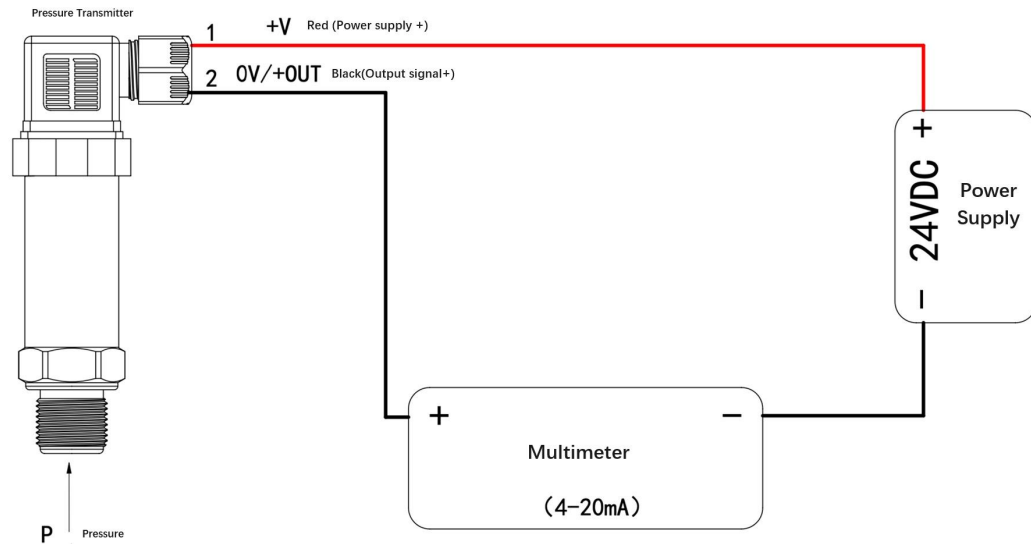 Pressure Transmitter
1 +V Red (Power supply +)
2 0V/+OUT Black(Output signal+)
+
24VDC
−
Power
Supply
+ −
Multimeter
(4-20mA)
P Pressure